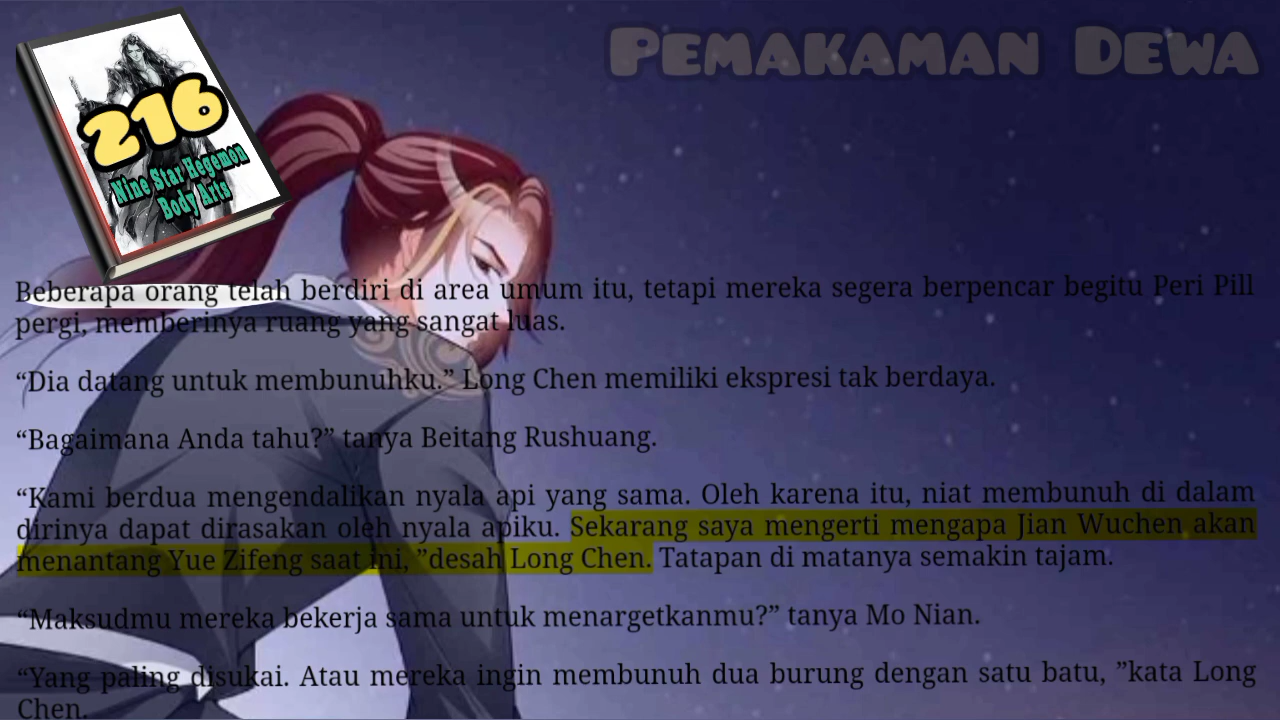 PEMAKAMAN DEWA
216
Nine Star Hegemon
Body Arts
Beberapa orang telah berdiri di area umum itu, tetapi mereka segera berpencar begitu Peri Pill
pergi, memberinya ruang yang sangat luas.
“Dia datang untuk membunuhku.” Long Chen memiliki ekspresi tak berdaya.
“Bagaimana Anda tahu?” tanya Beitang Rushuang.
“Kami berdua mengendalikan nyala api yang sama. Oleh karena itu, niat membunuh di dalam
dirinya dapat dirasakan oleh nyala apiku. Sekarang saya mengerti mengapa Jian Wuchen akan
menantang Yue Zifeng saat ini, ”desah Long Chen. Tatapan di matanya semakin tajam.
“Maksudmu mereka bekerja sama untuk menargetkanmu?” tanya Mo Nian.
“Yang paling disukai. Atau mereka ingin membunuh dua burung dengan satu batu, ”kata Long
Chen.